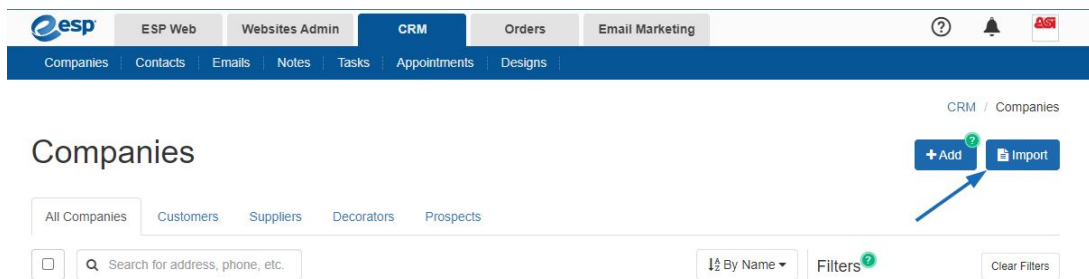 esp ESP Web Websites Admin CRM Orders Email Marketing ? ASI
Companies Contacts Emails Notes Tasks Appointments Designs
CRM / Companies
Companies
+ Add ? Import
All Companies Customers Suppliers Decorators Prospects
Search for address, phone, etc. By Name Filters ? Clear Filters